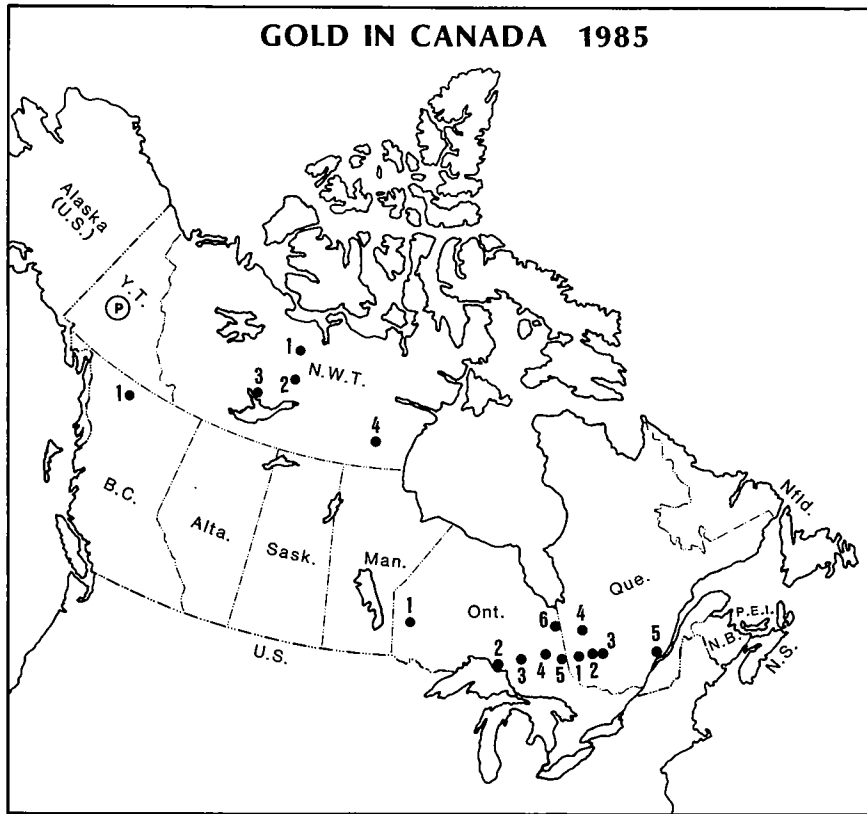 GOLD IN CANADA 1985
Alaska
(U.S.)
Y.T.
P
1
N.W.T.
3
2
1
4
B.C.
Alta.
Sask.
Man.
Nfld.
1
Ont.
6
4
Que.
P.E.I.
N.B.
N.S.
U.S.
2
3
4
5
1
2
3
5